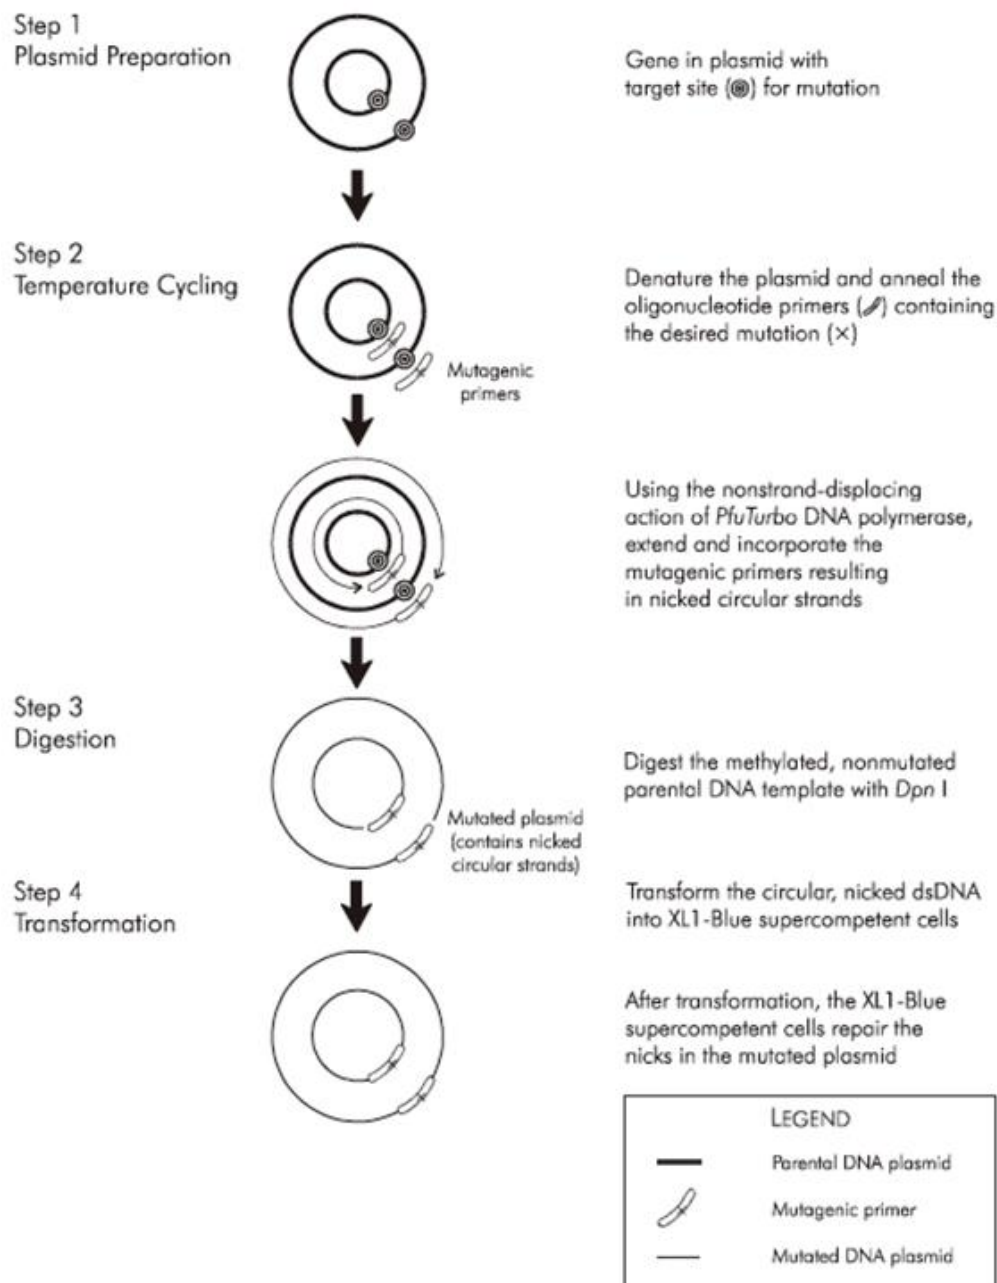 Step 1
Plasmid Preparation
Gene in plasmid with
target site () for mutation
Step 2
Temperature Cycling
Denature the plasmid and anneal the
oligonucleotide primers () containing
the desired mutation (×)
Mutagenic
primers
Using the nonstrand-displacing
action of PfuTurbo DNA polymerase,
extend and incorporate the
mutagenic primers resulting
in nicked circular strands
Step 3
Digestion
Digest the methylated, nonmutated
parental DNA template with Dpn I
Mutated plasmid
(contains nicked
circular strands)
Step 4
Transformation
Transform the circular, nicked dsDNA
into XL1-Blue supercompetent cells
After transformation, the XL1-Blue
supercompetent cells repair the
nicks in the mutated plasmid
LEGEND
Parental DNA plasmid
Mutagenic primer
Mutated DNA plasmid